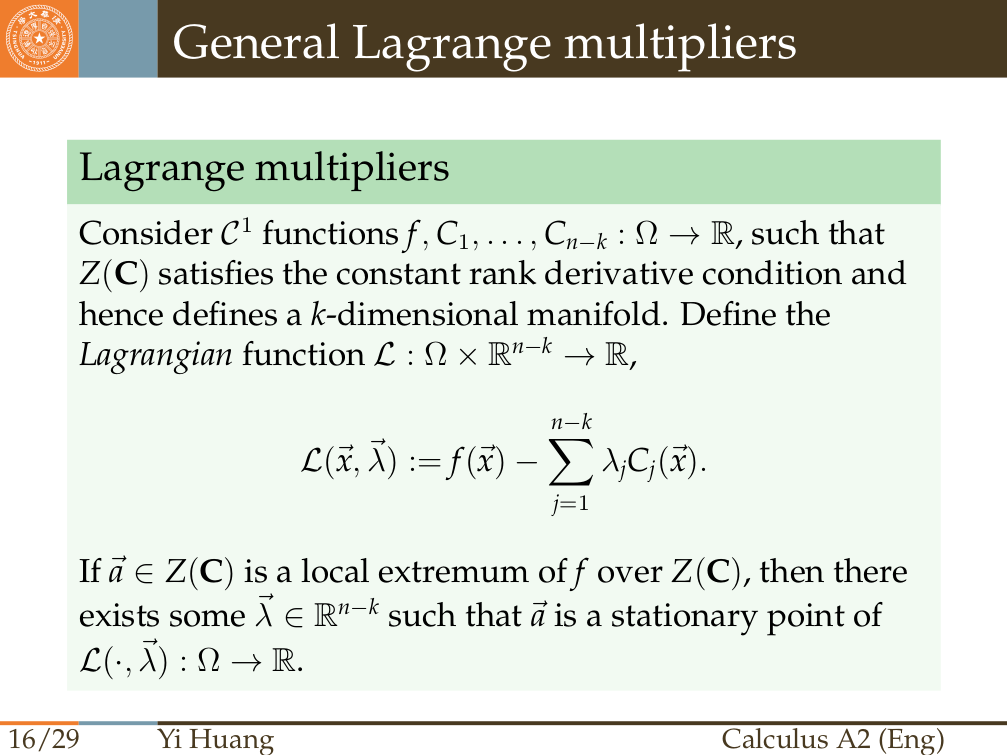 General Lagrange multipliers
Lagrange multipliers
Consider 𝒞¹ functions f, C₁, …, Cₙ₋ₖ : Ω → ℝ, such that
Z(𝐂) satisfies the constant rank derivative condition and
hence defines a k-dimensional manifold. Define the
Lagrangian function ℒ : Ω × ℝⁿ⁻ᵏ → ℝ,
ℒ(x⃗, λ⃗) := f(x⃗) − ∑_{j=1}^{n−k} λⱼCⱼ(x⃗).
If a⃗ ∈ Z(𝐂) is a local extremum of f over Z(𝐂), then there
exists some λ⃗ ∈ ℝⁿ⁻ᵏ such that a⃗ is a stationary point of
ℒ(·, λ⃗) : Ω → ℝ.
16/29 Yi Huang Calculus A2 (Eng)